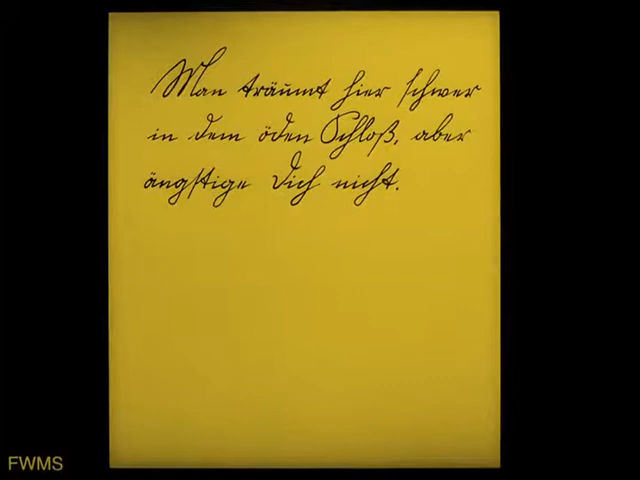 Man träumt hier schwer
in dem öden Schloß, aber
ängstige Dich nicht.
FWMS